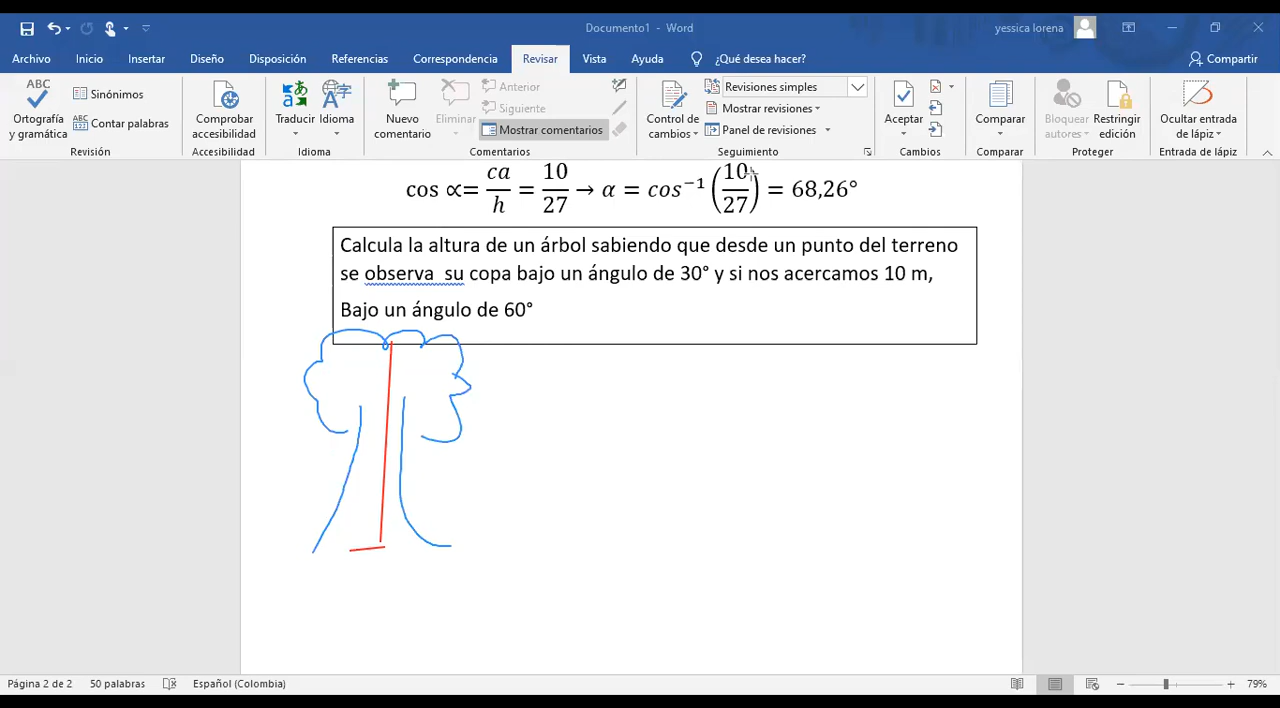 Documento1 - Word
yessica lorena
Archivo Inicio Insertar Diseño Disposición Referencias Correspondencia Revisar Vista Ayuda ¿Qué desea hacer? Compartir
ABC
Ortografía y gramática
Sinónimos
Contar palabras
Revisión
Comprobar accesibilidad
Accesibilidad
Traducir
Idioma
Idioma
Nuevo comentario
Eliminar
Anterior
Siguiente
Mostrar comentarios
Comentarios
Control de cambios
Revisiones simples
Mostrar revisiones
Panel de revisiones
Seguimiento
Aceptar
Cambios
Comparar
Comparar
Bloquear autores
Restringir edición
Proteger
Ocultar entrada de lápiz
Entrada de lápiz
cos ∝= ca/h = 10/27 → α = cos⁻¹ (10/27) = 68,26°
Calcula la altura de un árbol sabiendo que desde un punto del terreno
se observa su copa bajo un ángulo de 30° y si nos acercamos 10 m,
Bajo un ángulo de 60°
Página 2 de 2 50 palabras Español (Colombia) 79%